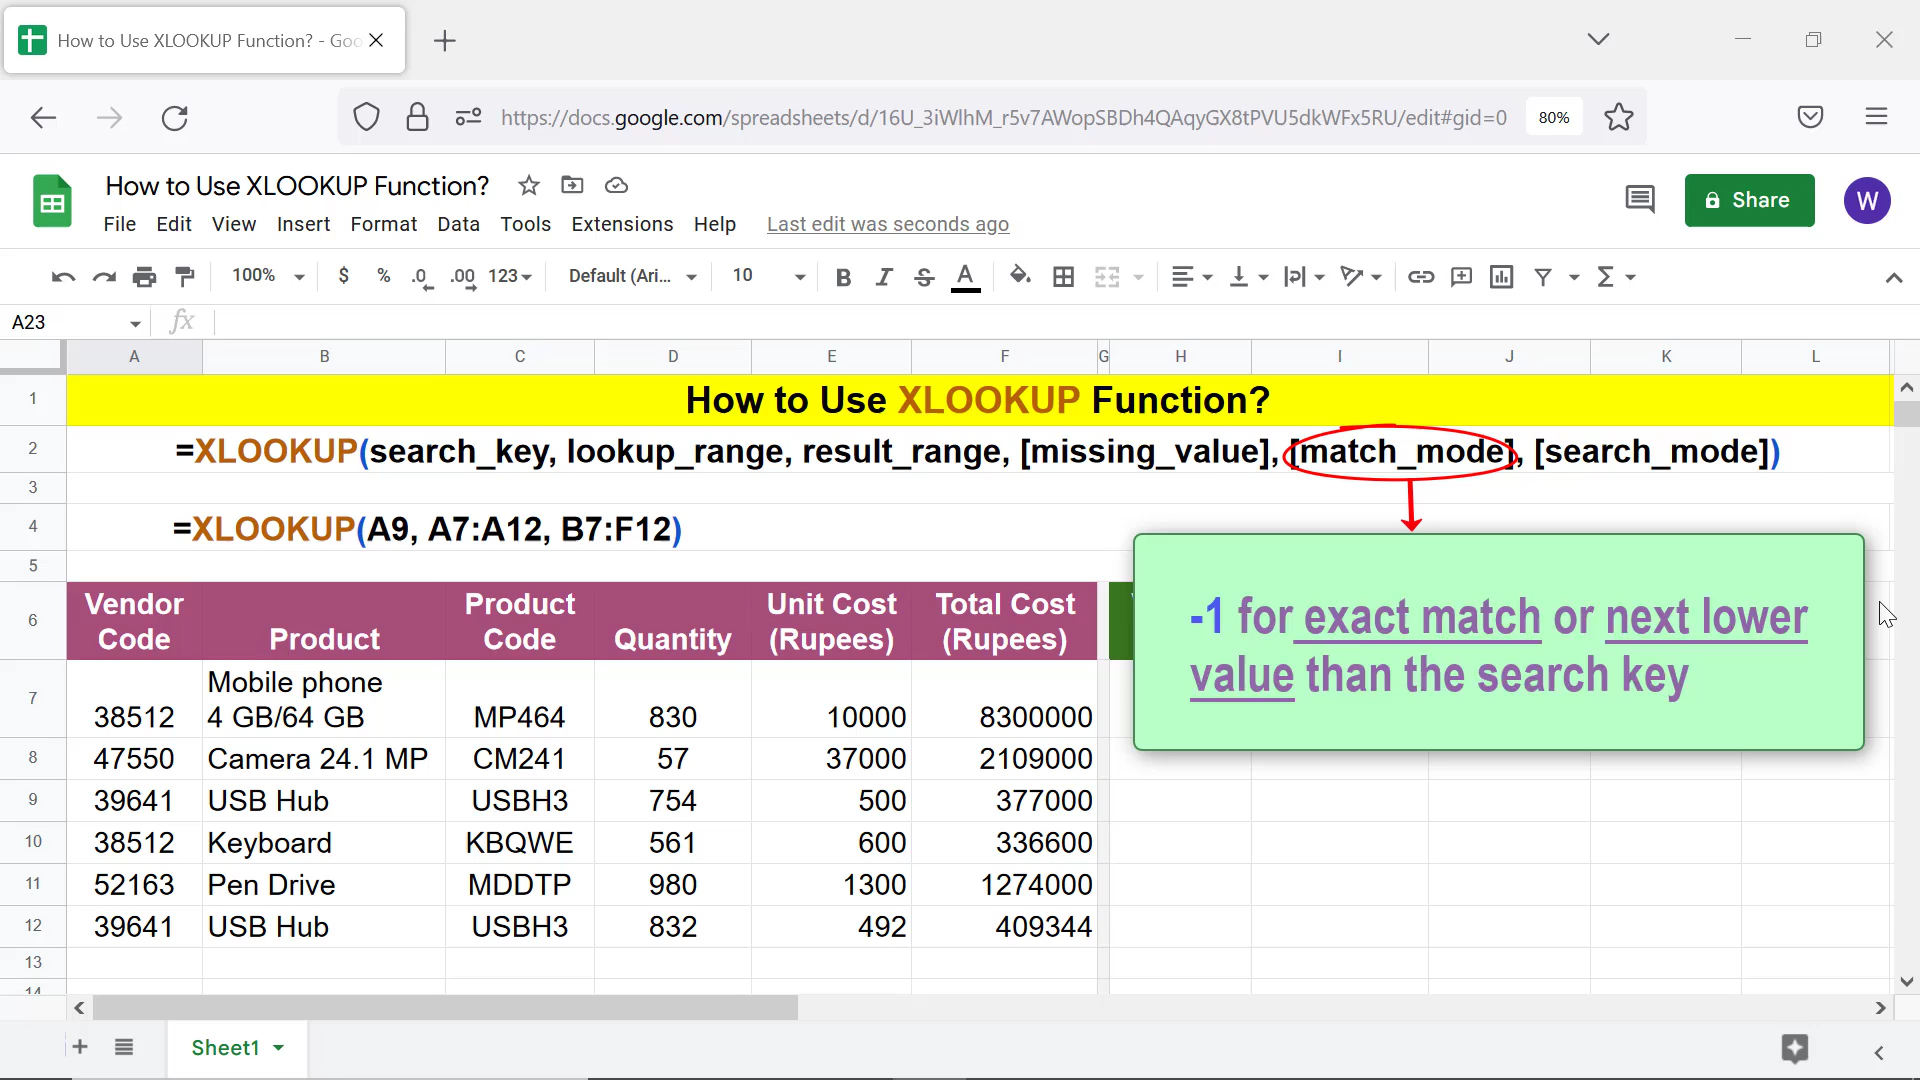 How to Use XLOOKUP Function? - Goo
https://docs.google.com/spreadsheets/d/16U_3iWlhM_r5v7AWopSBDh4QAqyGX8tPVU5dkWFx5RU/edit#gid=0 80%
How to Use XLOOKUP Function?
File Edit View Insert Format Data Tools Extensions Help Last edit was seconds ago
Share W
100% $ % .0 .00 123 Default (Ari... 10 B I S A
A23 fx
A B C D E F G H I J K L
1 How to Use XLOOKUP Function?
2 =XLOOKUP(search_key, lookup_range, result_range, [missing_value], [match_mode], [search_mode])
3
4 =XLOOKUP(A9, A7:A12, B7:F12)
5
6 Vendor Code Product Product Code Quantity Unit Cost (Rupees) Total Cost (Rupees)
-1 for exact match or next lower
value than the search key
7 38512 Mobile phone 4 GB/64 GB MP464 830 10000 8300000
8 47550 Camera 24.1 MP CM241 57 37000 2109000
9 39641 USB Hub USBH3 754 500 377000
10 38512 Keyboard KBQWE 561 600 336600
11 52163 Pen Drive MDDTP 980 1300 1274000
12 39641 USB Hub USBH3 832 492 409344
13
14
Sheet1